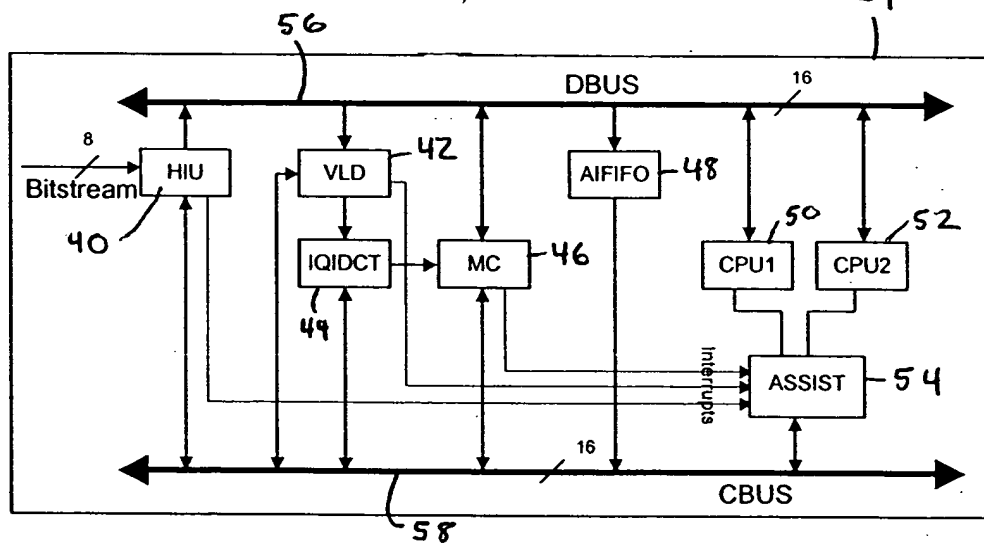 56
DBUS
16
8
Bitstream
HIU
40
VLD
42
AIFIFO
48
IQIDCT
44
MC
46
50
CPU1
52
CPU2
Interrupts
ASSIST
54
16
CBUS
58